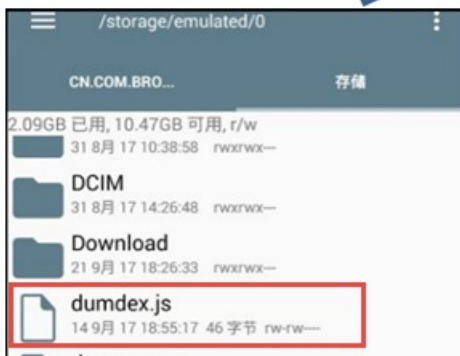 /storage/emulated/0
CN.COM.BRO...
存储
2.09GB 已用, 10.47GB 可用, r/w
31 8月 17 10:38:58 rwxrwx—
DCIM
31 8月 17 14:26:48 rwxrwx—
Download
21 9月 17 18:26:33 rwxrwx—
dumdex.js
14 9月 17 18:55:17 46 字节 rw-rw—-